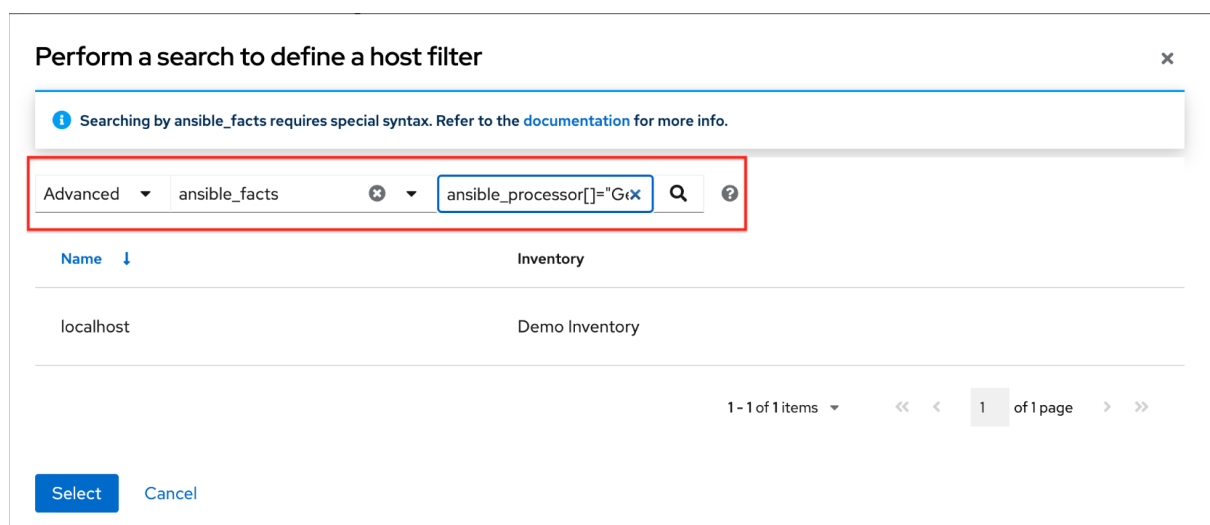 Perform a search to define a host filter
Searching by ansible_facts requires special syntax. Refer to the documentation for more info.
Advanced ansible_facts ansible_processor[]="Ge
Name Inventory
localhost Demo Inventory
1 - 1 of 1 items 1 of 1 page
Select Cancel